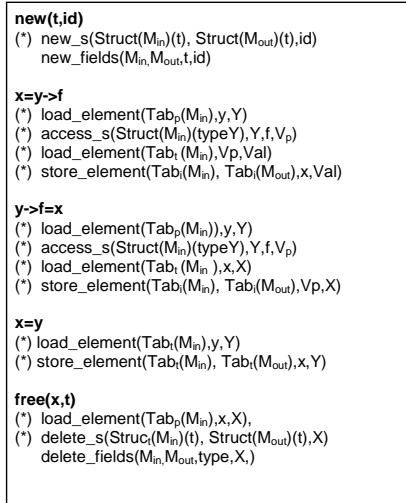 new(t,id)
(*) new_s(Struct(Min)(t), Struct(Mout)(t),id)
new_fields(Min,Mout,t,id)
x=y->f
(*) load_element(Tabp(Min),y,Y)
(*) access_s(Struct(Min)(typeY),Y,f,Vp)
(*) load_element(Tabt (Min),Vp,Val)
(*) store_element(Tabi(Min), Tabi(Mout),x,Val)
y->f=x
(*) load_element(Tabp(Min)),y,Y)
(*) access_s(Struct(Min)(typeY),Y,f,Vp)
(*) load_element(Tabt (Min ),x,X)
(*) store_element(Tabi(Min), Tabi(Mout),Vp,X)
x=y
(*) load_element(Tabt(Min),y,Y)
(*) store_element(Tabt(Min), Tabt(Mout),x,Y)
free(x,t)
(*) load_element(Tabp(Min),x,X),
(*) delete_s(Struct(Min)(t), Struct(Mout)(t),X)
delete_fields(Min,Mout,type,X,)